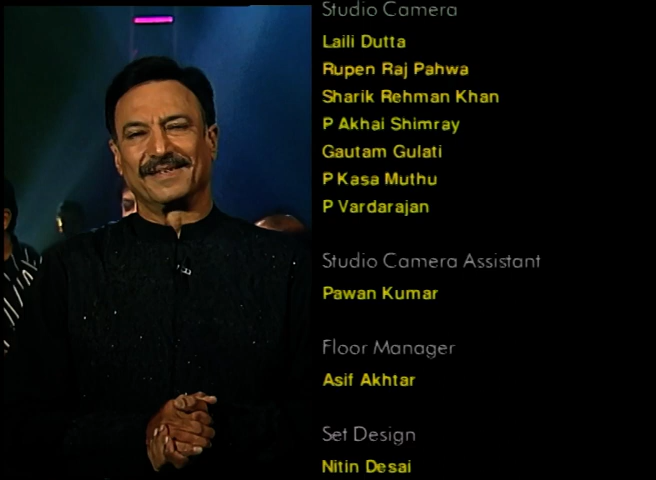 Studio Camera
Laili Dutta
Rupen Raj Pahwa
Sharik Rehman Khan
P Akhai Shimray
Gautam Gulati
P Kasa Muthu
P Vardarajan
Studio Camera Assistant
Pawan Kumar
Floor Manager
Asif Akhtar
Set Design
Nitin Desai